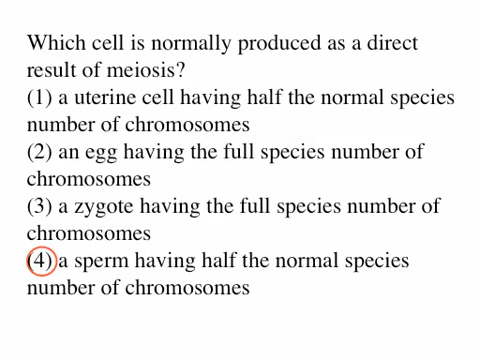 Which cell is normally produced as a direct
result of meiosis?
(1) a uterine cell having half the normal species
number of chromosomes
(2) an egg having the full species number of
chromosomes
(3) a zygote having the full species number of
chromosomes
(4) a sperm having half the normal species
number of chromosomes